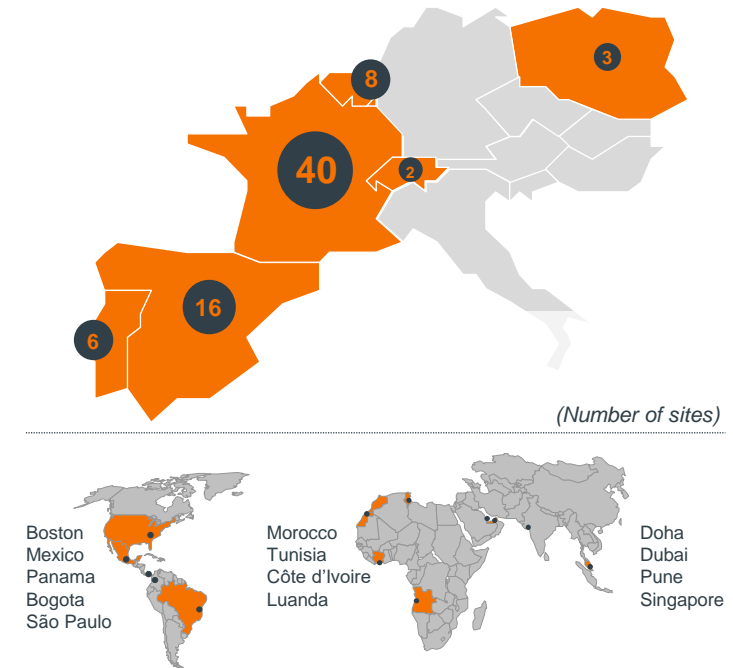 3
8
40
2
16
6
(Number of sites)
Boston
Mexico
Panama
Bogota
São Paulo
Morocco
Tunisia
Côte d’Ivoire
Luanda
Doha
Dubai
Pune
Singapore